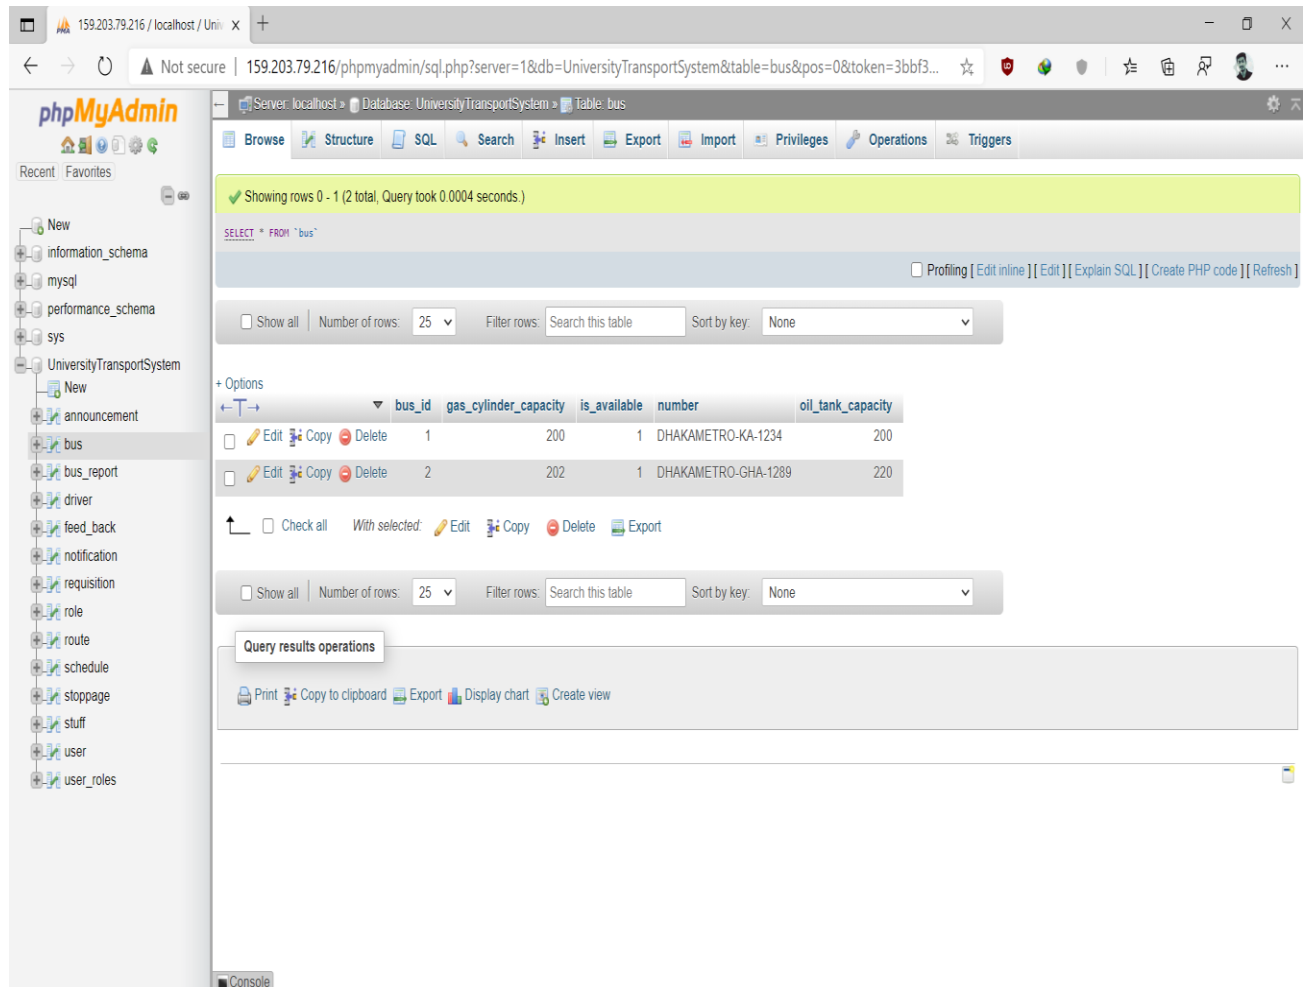 159.203.79.216 / localhost / Univ
Not secure | 159.203.79.216/phpmyadmin/sql.php?server=1&db=UniversityTransportSystem&table=bus&pos=0&token=3bbf3...
phpMyAdmin
Recent Favorites
New
information_schema
mysql
performance_schema
sys
UniversityTransportSystem
New
announcement
bus
bus_report
driver
feed_back
notification
requisition
role
route
schedule
stoppage
stuff
user
user_roles
Server: localhost » Database: UniversityTransportSystem » Table: bus
Browse Structure SQL Search Insert Export Import Privileges Operations Triggers
Showing rows 0 - 1 (2 total, Query took 0.0004 seconds.)
SELECT * FROM `bus`
Profiling [ Edit inline ] [ Edit ] [ Explain SQL ] [ Create PHP code ] [ Refresh ]
Show all | Number of rows: 25 Filter rows: Search this table Sort by key: None
+ Options
←T→ bus_id gas_cylinder_capacity is_available number oil_tank_capacity
Edit Copy Delete 1 200 1 DHAKAMETRO-KA-1234 200
Edit Copy Delete 2 202 1 DHAKAMETRO-GHA-1289 220
Check all With selected: Edit Copy Delete Export
Show all | Number of rows: 25 Filter rows: Search this table Sort by key: None
Query results operations
Print Copy to clipboard Export Display chart Create view
Console